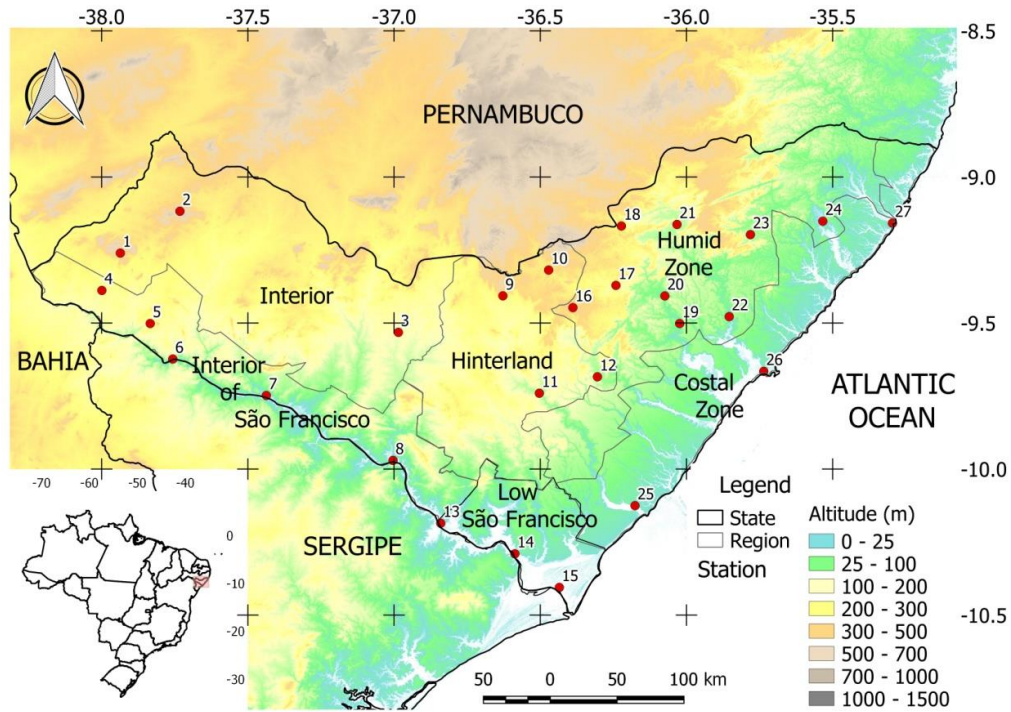 -38.0 -37.5 -37.0 -36.5 -36.0 -35.5
-8.5
PERNAMBUCO
-9.0
2
18
21
23
24
27
Humid
Zone
1
10
4
9
17
16
20
Interior
5
3
19
22
-9.5
BAHIA
6
Interior
of
São Francisco
7
Hinterland
11
12
26
Costal
Zone
ATLANTIC
OCEAN
8
-10.0
-70 -60 -50 -40
Low
São Francisco
13
14
15
25
SERGIPE
Legend
State
Region
Station
Altitude (m)
0 - 25
25 - 100
100 - 200
200 - 300
300 - 500
500 - 700
700 - 1000
1000 - 1500
-10.5
0
-10
-20
-30
50 0 50 100 km